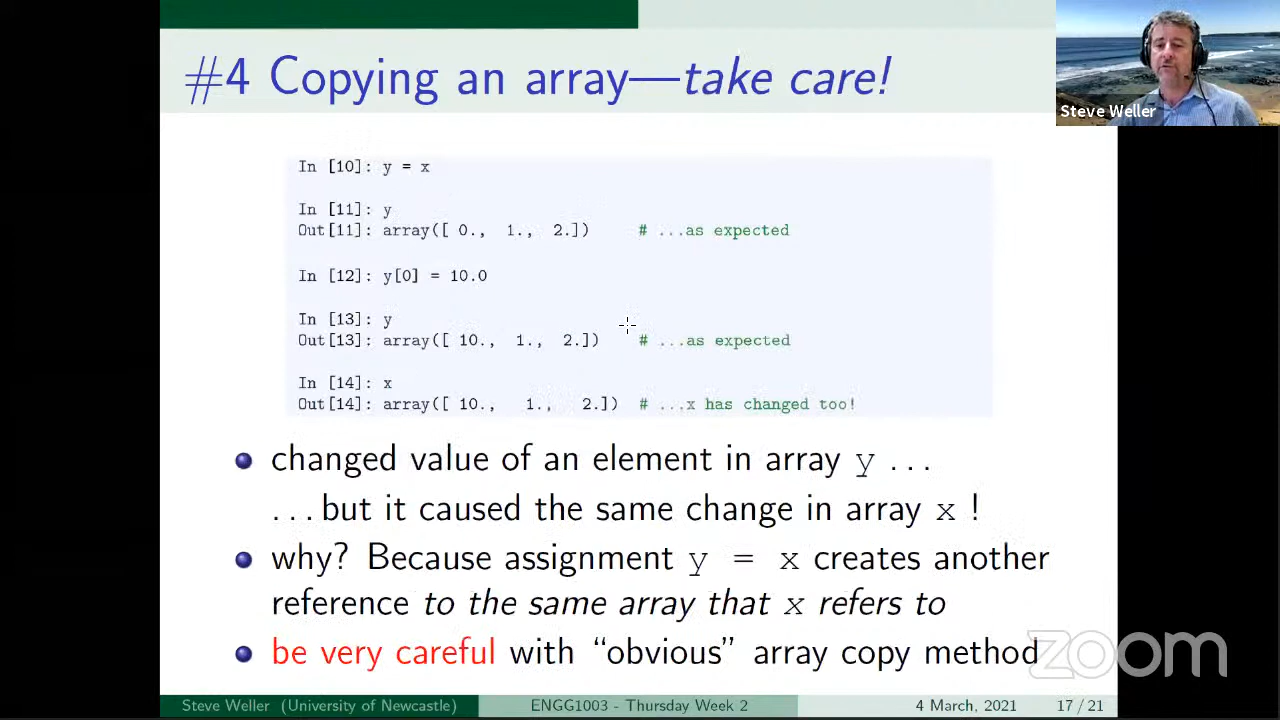 #4 Copying an array—take care!
Steve Weller
In [10]: y = x
In [11]: y
Out[11]: array([ 0., 1., 2.]) # ...as expected
In [12]: y[0] = 10.0
In [13]: y
Out[13]: array([ 10., 1., 2.]) # ...as expected
In [14]: x
Out[14]: array([ 10., 1., 2.]) # ...x has changed too!
changed value of an element in array y ...
...but it caused the same change in array x !
why? Because assignment y = x creates another
reference to the same array that x refers to
be very careful with “obvious” array copy method
zoom
Steve Weller (University of Newcastle) ENGG1003 - Thursday Week 2 4 March, 2021 17 / 21